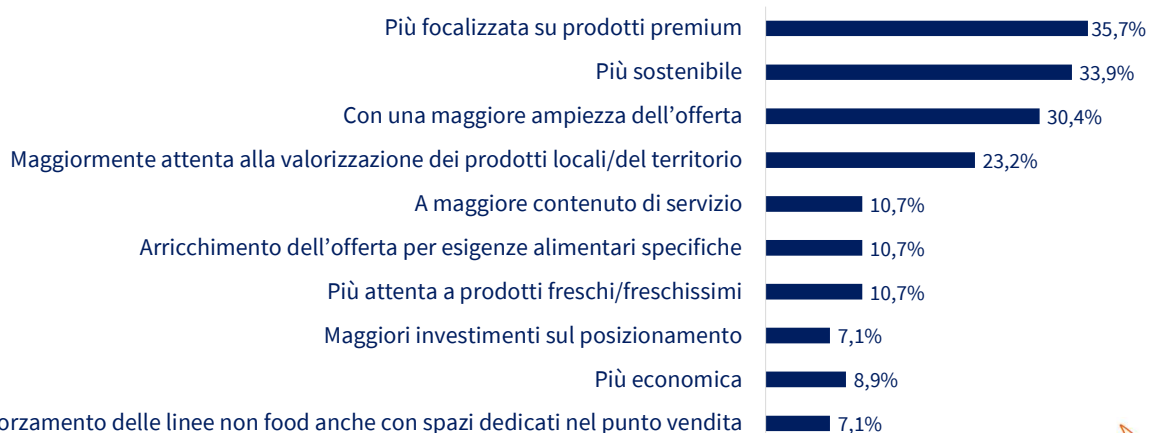 Più focalizzata su prodotti premium 35,7%
Più sostenibile 33,9%
Con una maggiore ampiezza dell'offerta 30,4%
Maggiormente attenta alla valorizzazione dei prodotti locali/del territorio 23,2%
A maggiore contenuto di servizio 10,7%
Arricchimento dell'offerta per esigenze alimentari specifiche 10,7%
Più attenta a prodotti freschi/freschissimi 10,7%
Maggiori investimenti sul posizionamento 7,1%
Più economica 8,9%
delle linee non food anche con spazi dedicati nel punto vendita 7,1%